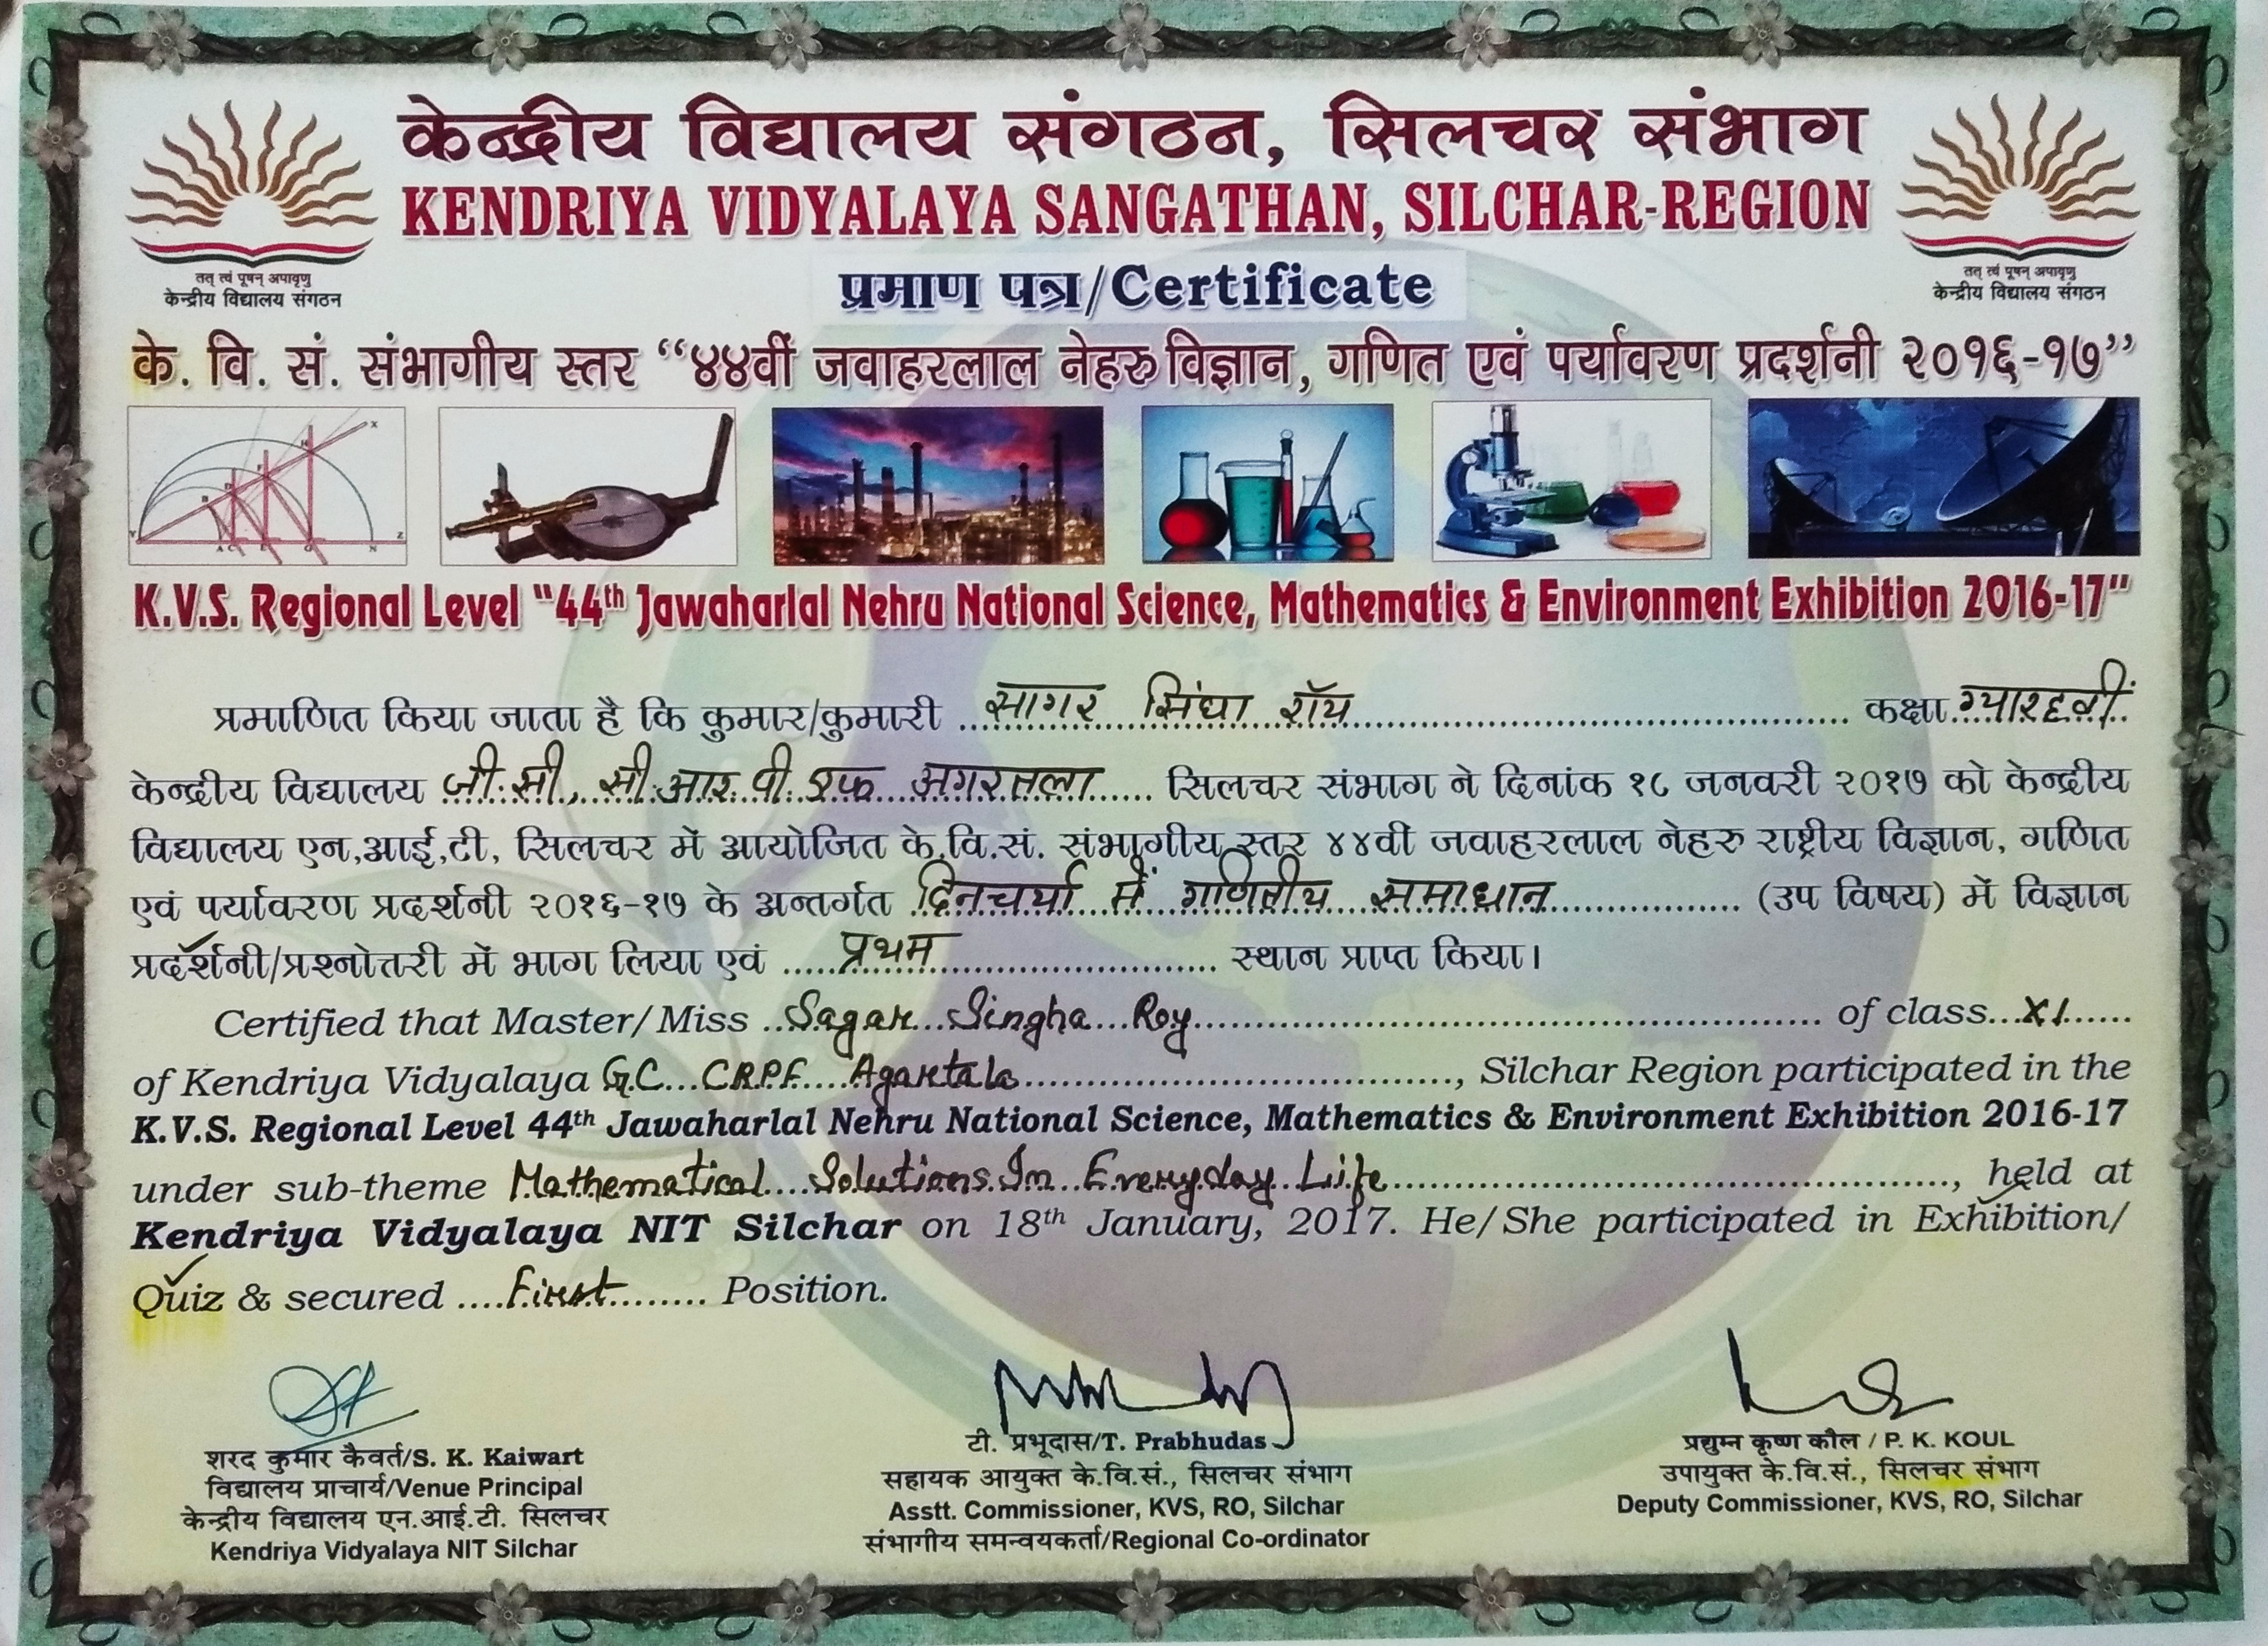 केन्द्रीय विद्यालय संगठन, सिलचर संभाग
KENDRIYA VIDYALAYA SANGATHAN, SILCHAR-REGION
तत् त्वं पूषन् अपावृणु
केन्द्रीय विद्यालय संगठन
तत् त्वं पूषन् अपावृणु
केन्द्रीय विद्यालय संगठन
प्रमाण पत्र/Certificate
के. वि. सं. संभागीय स्तर “४४वीं जवाहरलाल नेहरु विज्ञान, गणित एवं पर्यावरण प्रदर्शनी २०१६-१७”
K.V.S. Regional Level "44th Jawaharlal Nehru National Science, Mathematics & Environment Exhibition 2016-17"
प्रमाणित किया जाता है कि कुमार/कुमारी सागर सिंघा रॉय कक्षा ग्यारहवीं
केन्द्रीय विद्यालय जी.सी., सी.आर.पी.एफ अगरतला सिलचर संभाग ने दिनांक १८ जनवरी २०१७ को केन्द्रीय
विद्यालय एन,आई,टी, सिलचर में आयोजित के.वि.सं. संभागीय स्तर ४४वी जवाहरलाल नेहरु राष्ट्रीय विज्ञान, गणित
एवं पर्यावरण प्रदर्शनी २०१६-१७ के अन्तर्गत दिनचर्या में गणितीय समाधान (उप विषय) में विज्ञान
प्रदर्शनी/प्रश्नोत्तरी में भाग लिया एवं प्रथम स्थान प्राप्त किया।
Certified that Master/Miss Sagar Singha Roy of class XI
of Kendriya Vidyalaya G.C. C.R.P.F. Agartala, Silchar Region participated in the
K.V.S. Regional Level 44th Jawaharlal Nehru National Science, Mathematics & Environment Exhibition 2016-17
under sub-theme Mathematical Solutions In Everyday Life, held at
Kendriya Vidyalaya NIT Silchar on 18th January, 2017. He/She participated in Exhibition/
Quiz & secured First Position.
शरद कुमार कैवर्त/S. K. Kaiwart
विद्यालय प्राचार्य/Venue Principal
केन्द्रीय विद्यालय एन.आई.टी. सिलचर
Kendriya Vidyalaya NIT Silchar
टी. प्रभूदास/T. Prabhudas
सहायक आयुक्त के.वि.सं., सिलचर संभाग
Asstt. Commissioner, KVS, RO, Silchar
संभागीय समन्वयकर्ता/Regional Co-ordinator
प्रद्युम्न कृष्ण कौल / P. K. KOUL
उपायुक्त के.वि.सं., सिलचर संभाग
Deputy Commissioner, KVS, RO, Silchar